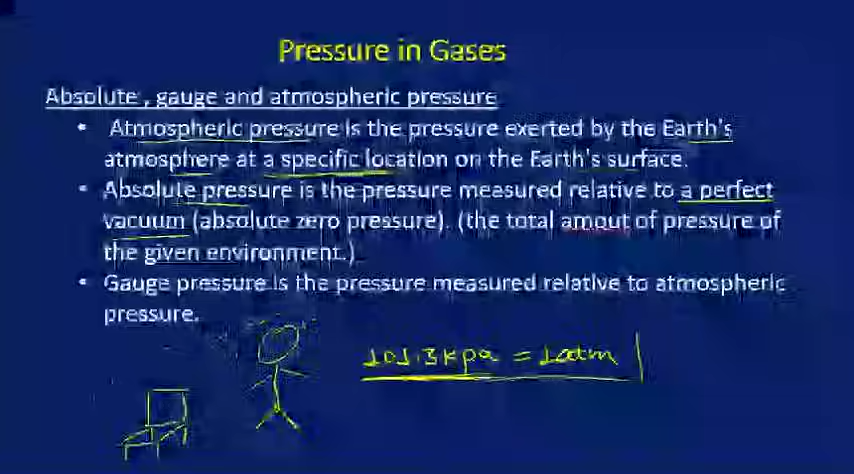 Pressure in Gases
Absolute , gauge and atmospheric pressure
• Atmospheric pressure is the pressure exerted by the Earth's
atmosphere at a specific location on the Earth's surface.
• Absolute pressure is the pressure measured relative to a perfect
vacuum (absolute zero pressure). (the total amout of pressure of
the given environment.)
• Gauge pressure is the pressure measured relative to atmospheric
pressure.
101.3kpa = 1atm